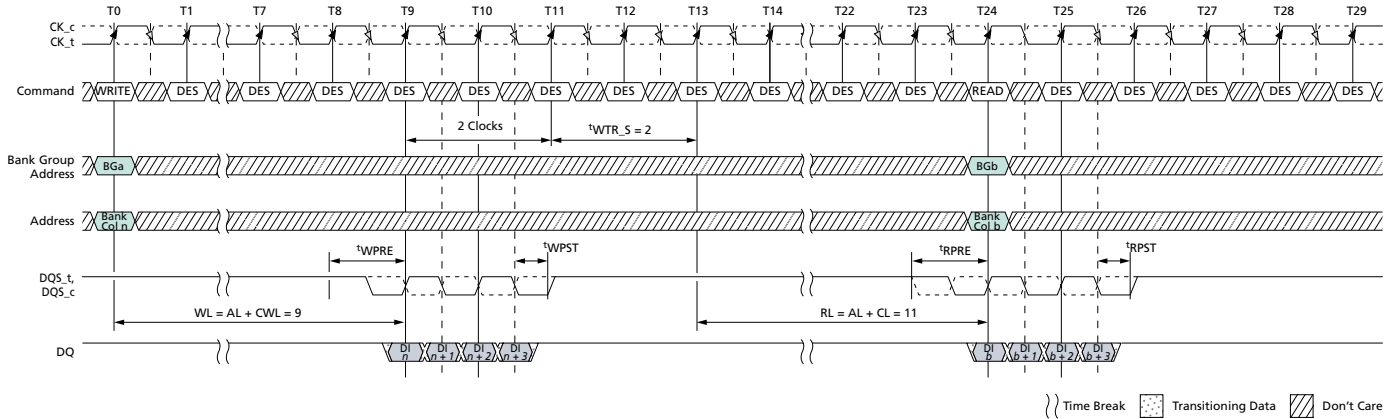 T0 T1 T7 T8 T9 T10 T11 T12 T13 T14 T22 T23 T24 T25 T26 T27 T28 T29
CK_c
CK_t
Command WRITE DES DES DES DES DES DES DES DES DES DES DES READ DES DES DES DES DES
2 Clocks tWTR_S = 2
Bank Group
Address
BGa BGb
Address
Bank
Col n
Bank
Col b
tWPRE tWPST tRPRE tRPST
DQS_t,
DQS_c
WL = AL + CWL = 9 RL = AL + CL = 11
DQ
DI
n
DI
n + 1
DI
n + 2
DI
n + 3
DI
b
DI
b + 1
DI
b + 2
DI
b + 3
Time Break Transitioning Data Don't Care